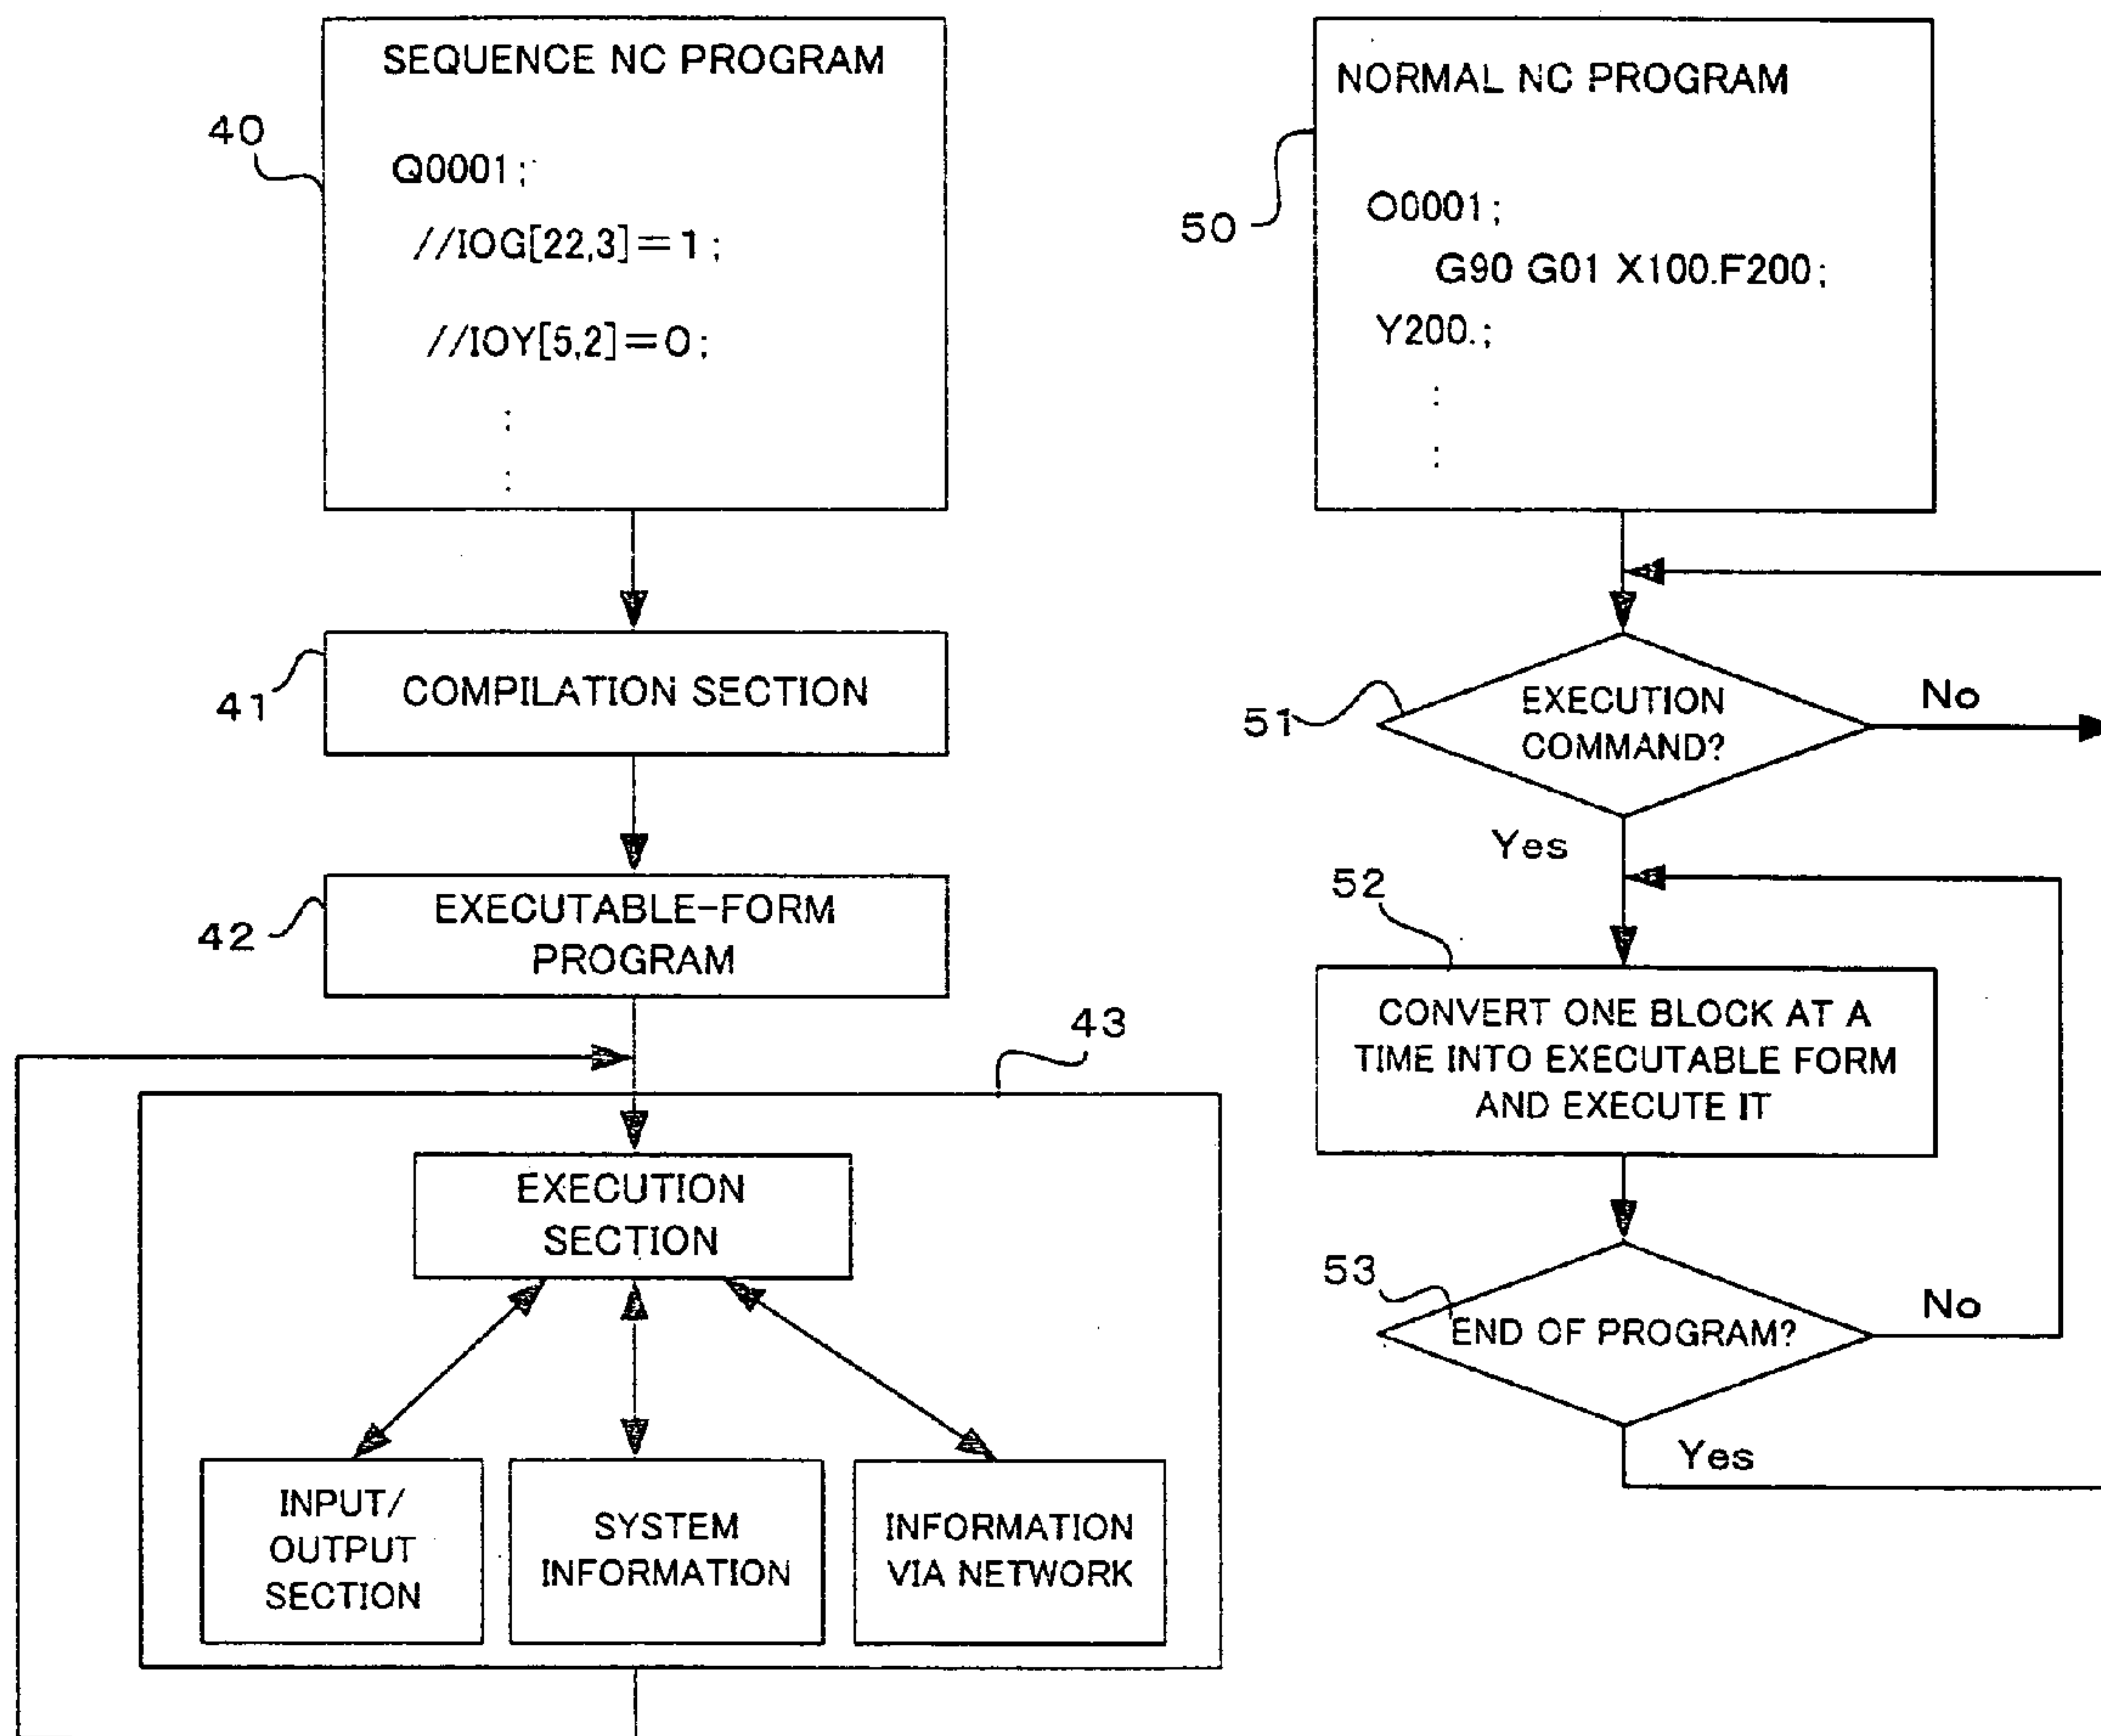 SEQUENCE NC PROGRAM
40
Q0001;
//IOG[22,3]=1;
//IOY[5,2]=0;
:
:
41
COMPILATION SECTION
42
EXECUTABLE-FORM
PROGRAM
43
EXECUTION
SECTION
INPUT/
OUTPUT
SECTION
SYSTEM
INFORMATION
INFORMATION
VIA NETWORK
NORMAL NC PROGRAM
50
O0001;
G90 G01 X100.F200;
Y200.;
:
:
51
EXECUTION
COMMAND?
No
Yes
52
CONVERT ONE BLOCK AT A
TIME INTO EXECUTABLE FORM
AND EXECUTE IT
53
END OF PROGRAM?
No
Yes